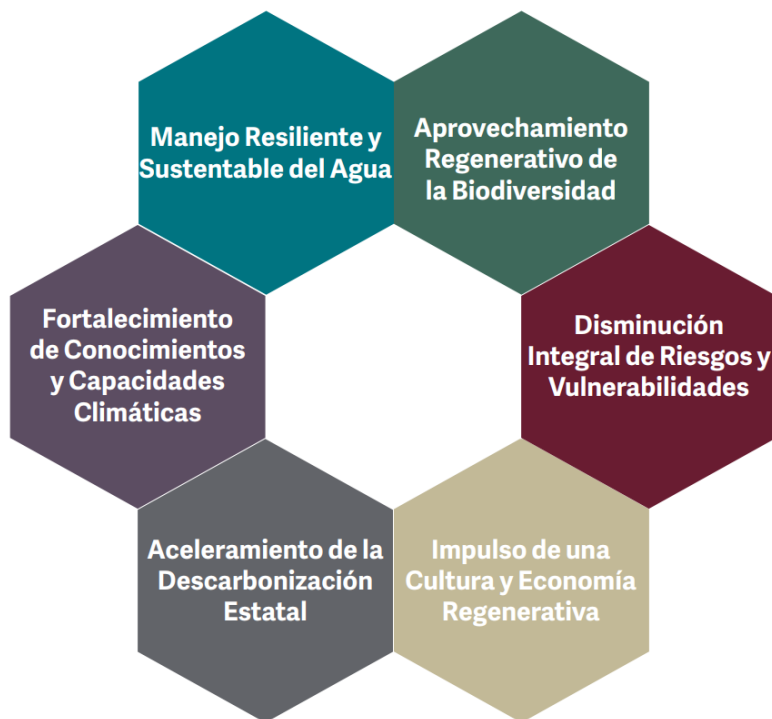 Manejo Resiliente y
Sustentable del Agua
Aprovechamiento
Regenerativo de
la Biodiversidad
Fortalecimiento
de Conocimientos
y Capacidades
Climáticas
Disminución
Integral de Riesgos y
Vulnerabilidades
Aceleramiento de la
Descarbonización
Estatal
Impulso de una
Cultura y Economía
Regenerativa